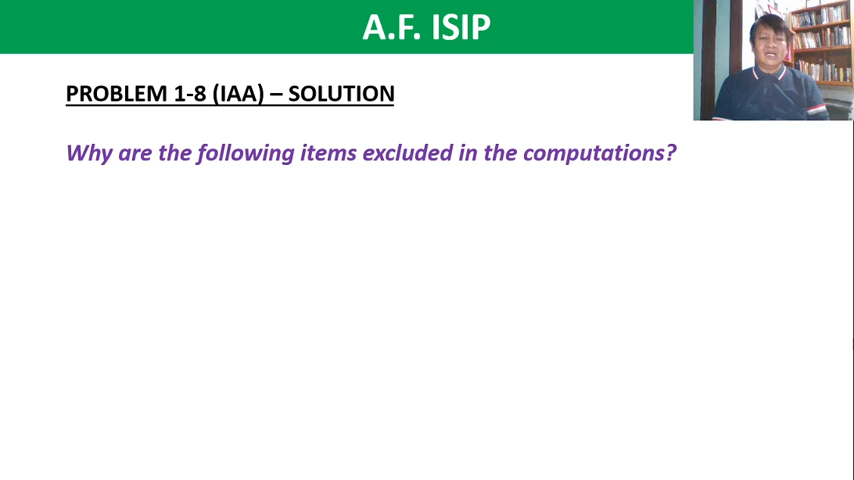 A.F. ISIP
PROBLEM 1-8 (IAA) – SOLUTION
Why are the following items excluded in the computations?